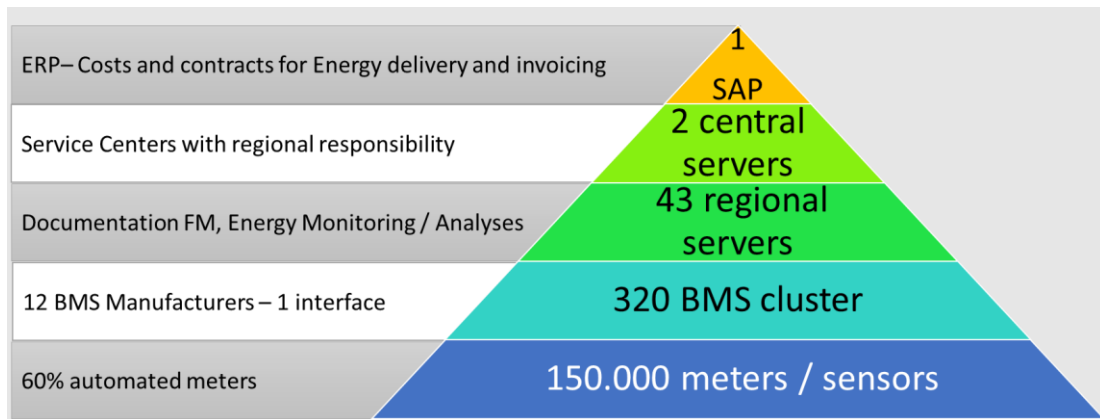 ERP– Costs and contracts for Energy delivery and invoicing
1
SAP
Service Centers with regional responsibility
2 central
servers
Documentation FM, Energy Monitoring / Analyses
43 regional
servers
12 BMS Manufacturers – 1 interface
320 BMS cluster
60% automated meters
150.000 meters / sensors